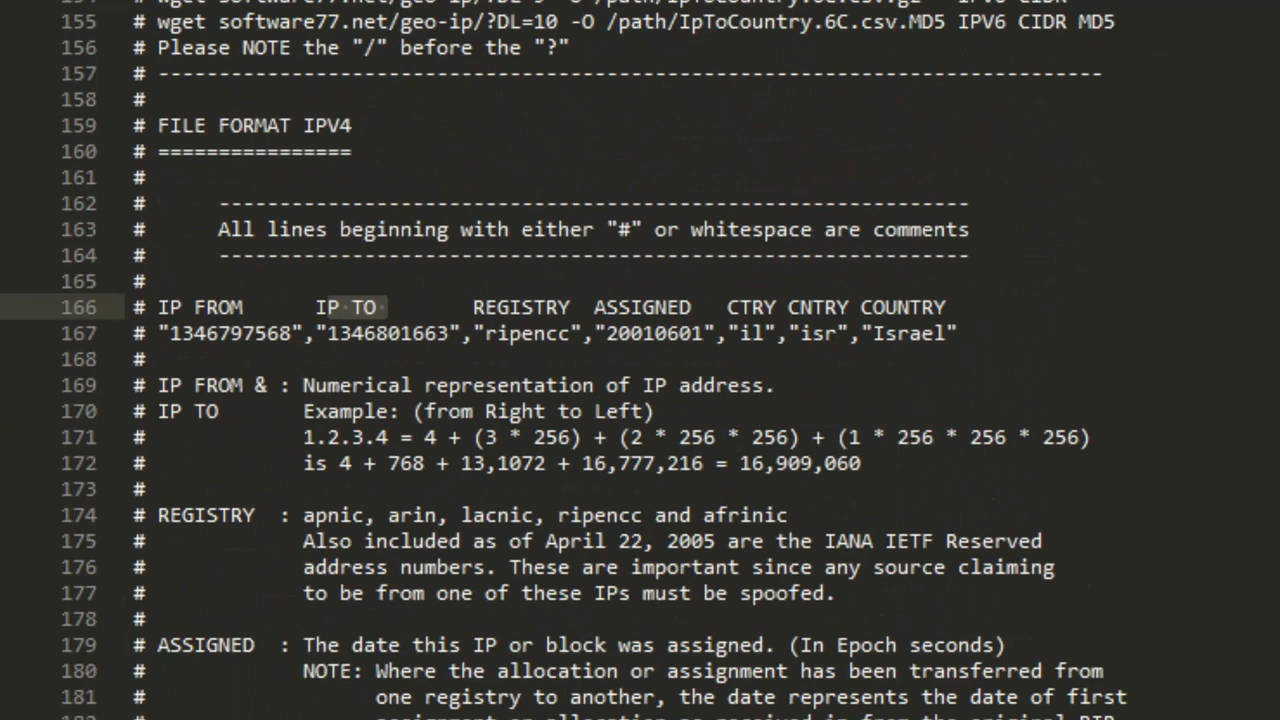 155 # wget software77.net/geo-ip/?DL=10 -O /path/IpToCountry.6C.csv.MD5 IPV6 CIDR MD5
156 # Please NOTE the "/" before the "?"
157 # ------------------------------------------------------------------------------
158 #
159 # FILE FORMAT IPV4
160 # ================
161 #
162 #      --------------------------------------------------------------
163 #      All lines beginning with either "#" or whitespace are comments
164 #      --------------------------------------------------------------
165 #
166 # IP FROM      IP TO        REGISTRY  ASSIGNED   CTRY CNTRY COUNTRY
167 # "1346797568","1346801663","ripencc","20010601","il","isr","Israel"
168 #
169 # IP FROM & : Numerical representation of IP address.
170 # IP TO       Example: (from Right to Left)
171 #             1.2.3.4 = 4 + (3 * 256) + (2 * 256 * 256) + (1 * 256 * 256 * 256)
172 #             is 4 + 768 + 13,1072 + 16,777,216 = 16,909,060
173 #
174 # REGISTRY  : apnic, arin, lacnic, ripencc and afrinic
175 #             Also included as of April 22, 2005 are the IANA IETF Reserved
176 #             address numbers. These are important since any source claiming
177 #             to be from one of these IPs must be spoofed.
178 #
179 # ASSIGNED  : The date this IP or block was assigned. (In Epoch seconds)
180 #             NOTE: Where the allocation or assignment has been transferred from
181 #                   one registry to another, the date represents the date of first